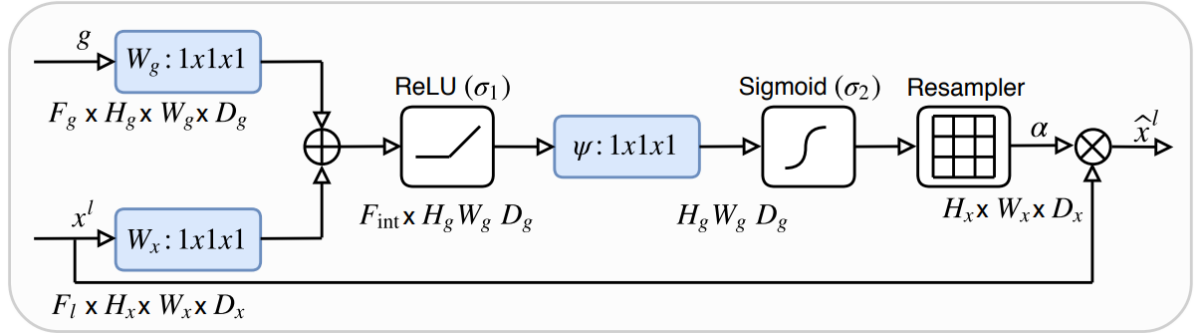 g
W_g : 1x1x1
F_g x H_g x W_g x D_g
ReLU (σ_1)
Sigmoid (σ_2)
Resampler
ψ : 1x1x1
α
x̂^l
x^l
W_x : 1x1x1
F_int x H_g W_g D_g
H_g W_g D_g
H_x x W_x x D_x
F_l x H_x x W_x x D_x